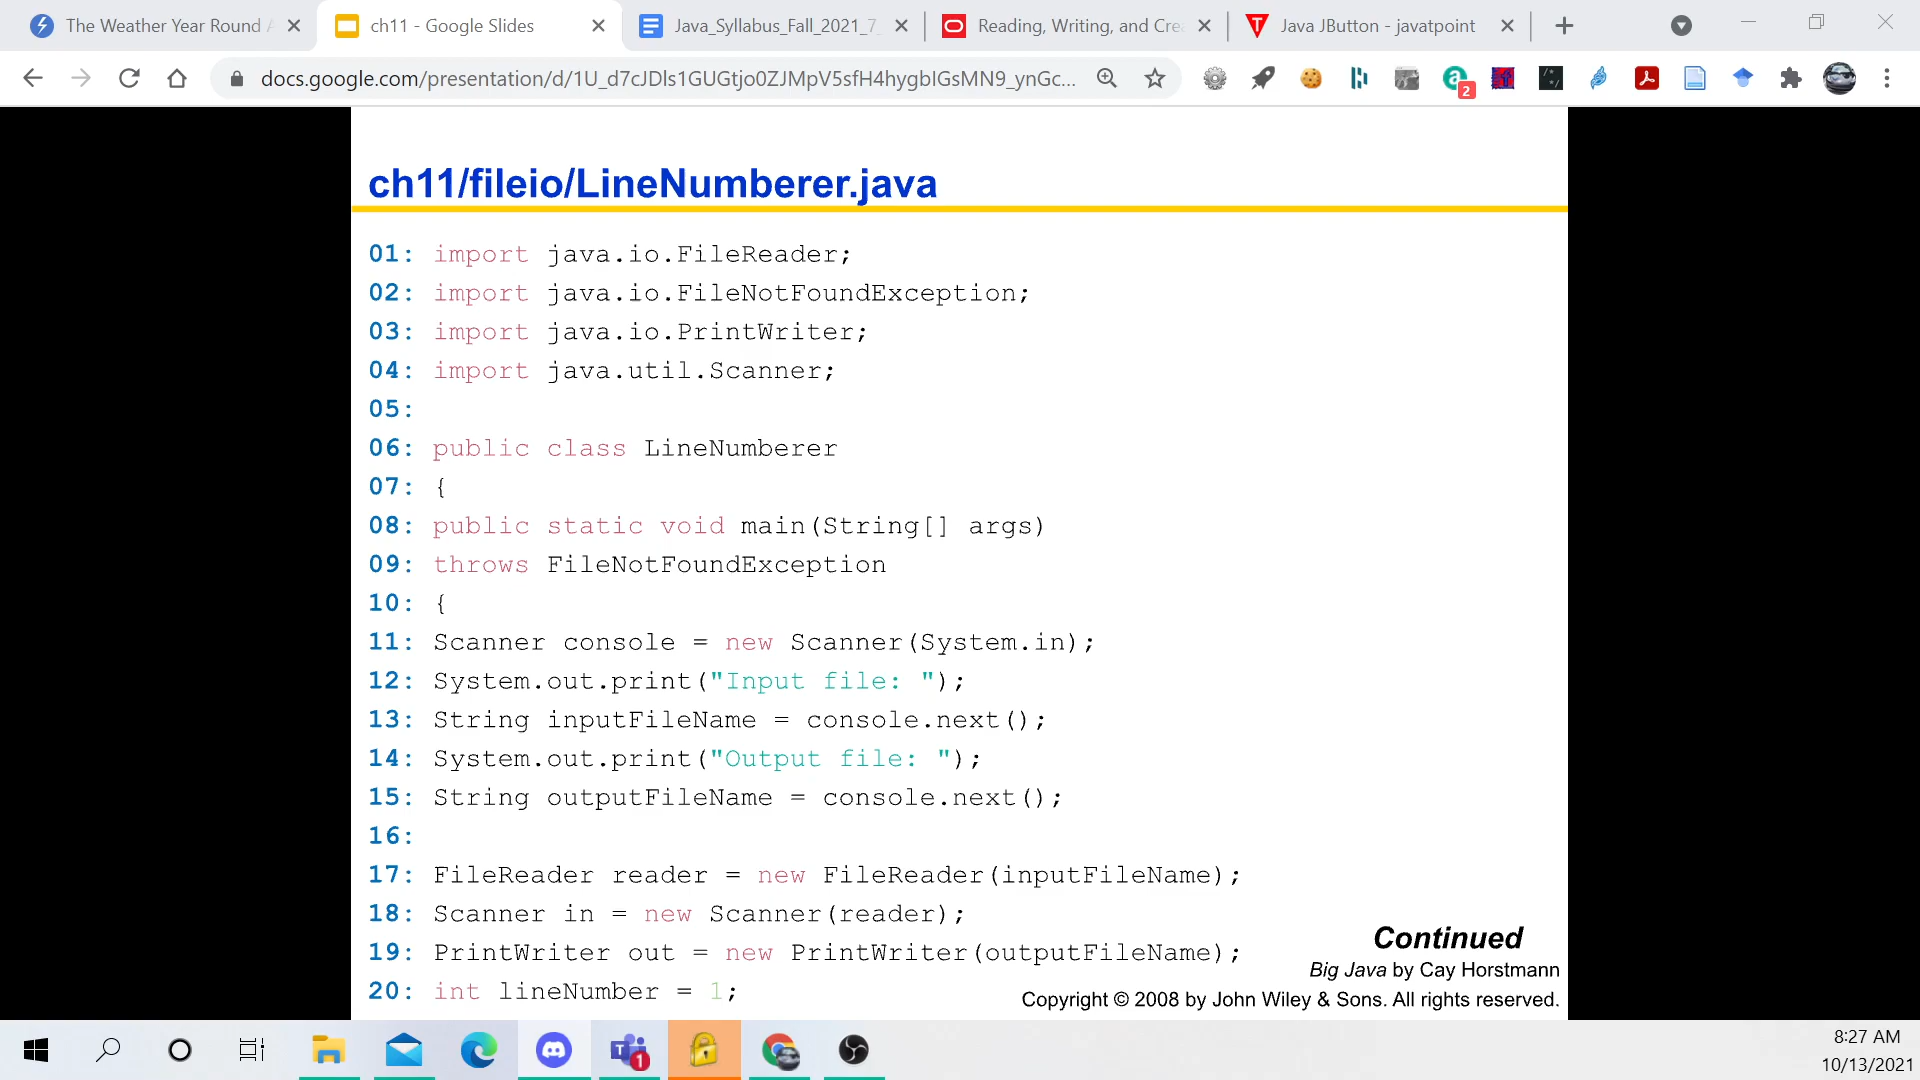 The Weather Year Round A
ch11 - Google Slides
Java_Syllabus_Fall_2021_7_
Reading, Writing, and Crea
Java JButton - javatpoint
docs.google.com/presentation/d/1U_d7cJDls1GUGtjo0ZJMpV5sfH4hygbIGsMN9_ynGc...
2
ch11/fileio/LineNumberer.java
01: import java.io.FileReader;
02: import java.io.FileNotFoundException;
03: import java.io.PrintWriter;
04: import java.util.Scanner;
05:
06: public class LineNumberer
07: {
08: public static void main(String[] args)
09: throws FileNotFoundException
10: {
11: Scanner console = new Scanner(System.in);
12: System.out.print("Input file: ");
13: String inputFileName = console.next();
14: System.out.print("Output file: ");
15: String outputFileName = console.next();
16:
17: FileReader reader = new FileReader(inputFileName);
18: Scanner in = new Scanner(reader);
19: PrintWriter out = new PrintWriter(outputFileName);
20: int lineNumber = 1;
Continued
Big Java by Cay Horstmann
Copyright © 2008 by John Wiley & Sons. All rights reserved.
1
8:27 AM
10/13/2021